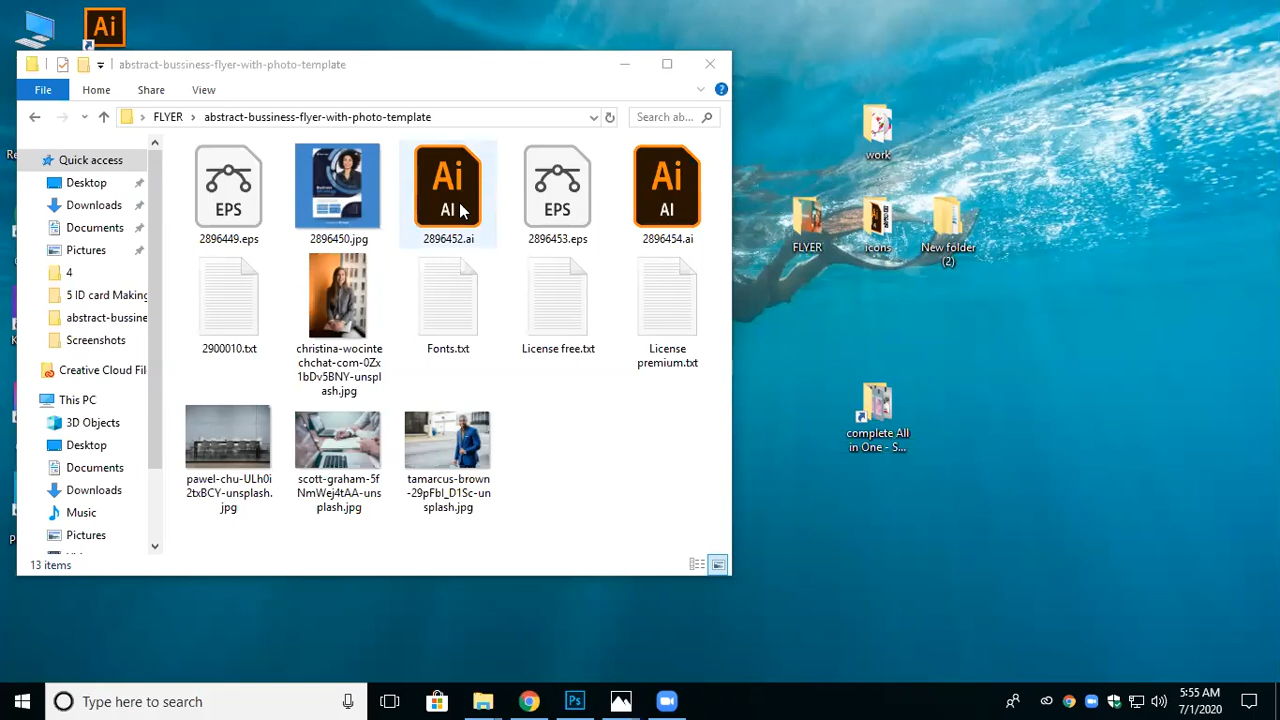 Ai
abstract-bussiness-flyer-with-photo-template
File
Home
Share
View
FLYER
abstract-bussiness-flyer-with-photo-template
Search ab...
Quick access
Desktop
Downloads
Documents
Pictures
4
5 ID card Making
abstract-bussine
Screenshots
Creative Cloud Fil
This PC
3D Objects
Desktop
Documents
Downloads
Music
Pictures
EPS
2896449.eps
2896450.jpg
Ai
AI
2896452.ai
EPS
2896453.eps
Ai
AI
2896454.ai
2900010.txt
christina-wocinte
chchat-com-0Zx
1bDv5BNY-unspl
ash.jpg
Fonts.txt
License free.txt
License
premium.txt
pawel-chu-ULh0i
2txBCY-unsplash.
jpg
scott-graham-5f
NmWej4tAA-uns
plash.jpg
tamarcus-brown
-29pFbI_D1Sc-un
splash.jpg
13 items
work
FLYER
icons
New folder
(2)
complete All
in One - S...
Type here to search
Ps
5:55 AM
7/1/2020